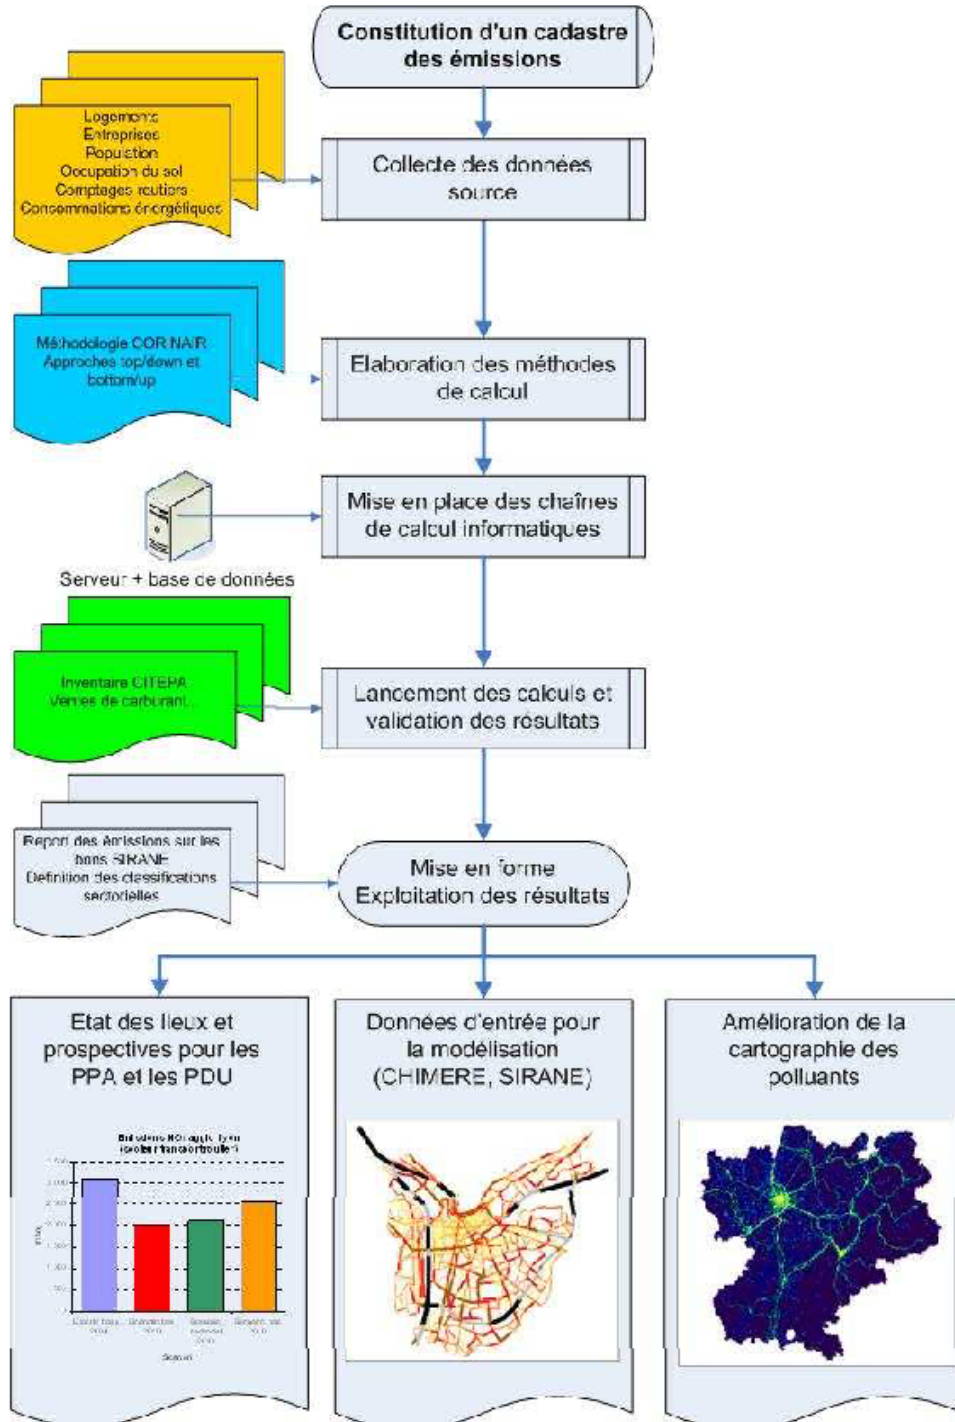 Constitution d'un cadastre
des émissions
Logements
Entreprises
Population
Occupation du sol
Comptages routiers
Consommations énergétiques
Collecte des données
source
Méthodologie CORINAIR
Approches top/down et
bottom/up
Elaboration des méthodes
de calcul
Mise en place des chaînes
de calcul informatiques
Serveur + base de données
Inventaire CITEPA
Ventes de carburant...
Lancement des calculs et
validation des résultats
Report des émissions sur les
SIRANE
Definition des classifications
sectorielles
Mise en forme
Exploitation des résultats
Etat des lieux et
prospectives pour les
PPA et les PDU
Données d'entrée pour
la modélisation
(CHIMERE, SIRANE)
Amélioration de la
cartographie des
polluants